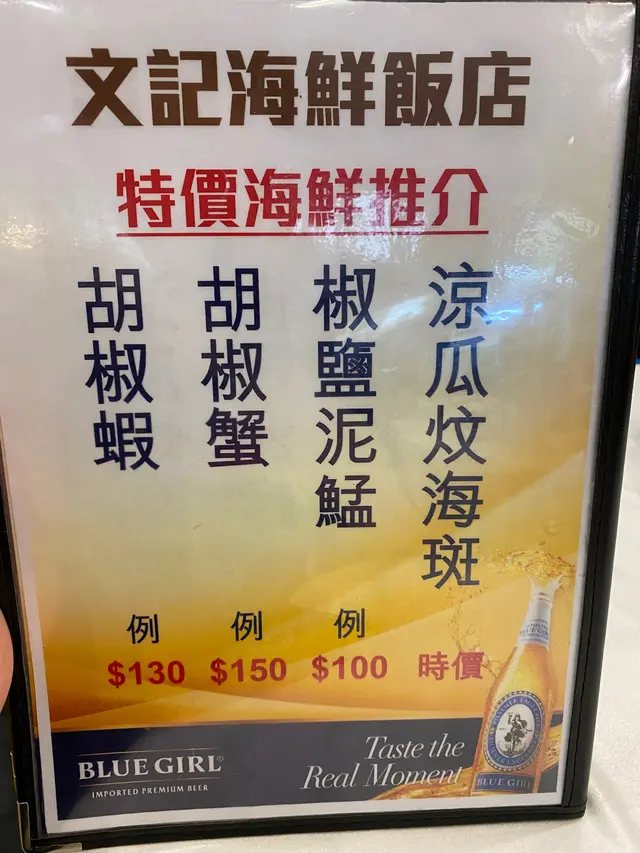 文記海鮮飯店
特價海鮮推介
涼瓜炆海斑
時價
椒鹽泥鯭
例
$100
胡椒蟹
例
$150
胡椒蝦
例
$130
BLUE GIRL®
IMPORTED PREMIUM BEER
Taste the
Real Moment
BLUE GIRL